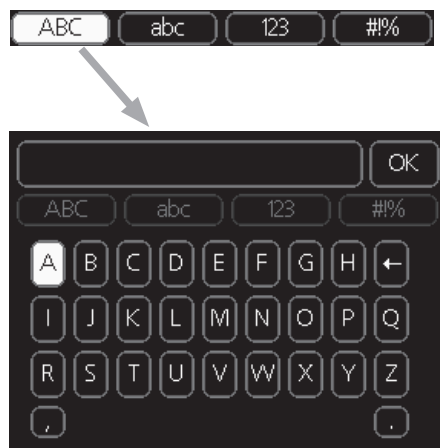 ABC abc 123 #!%
OK
ABC abc 123 #!%
A B C D E F G H ←
I J K L M N O P Q
R S T U V W X Y Z
, .